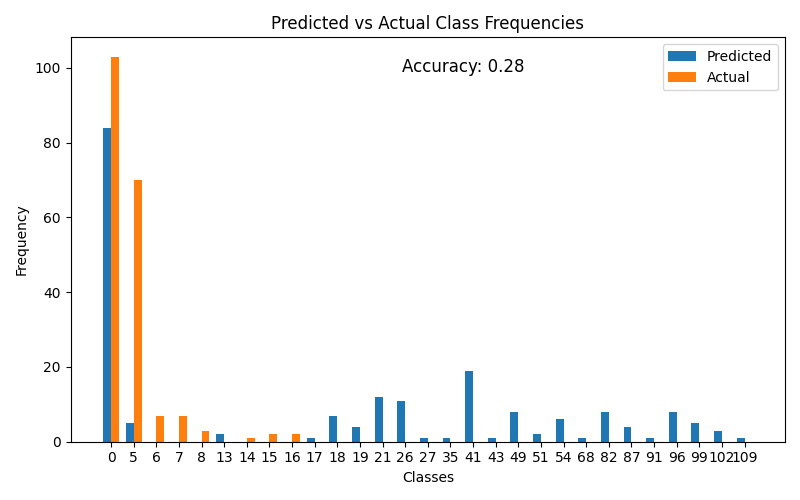 Predicted vs Actual Class Frequencies
Accuracy: 0.28
Predicted
Actual
Frequency
100
80
60
40
20
0
0 5 6 7 8 13 14 15 16 17 18 19 21 26 27 35 41 43 49 51 54 68 82 87 91 96 99 102 109
Classes